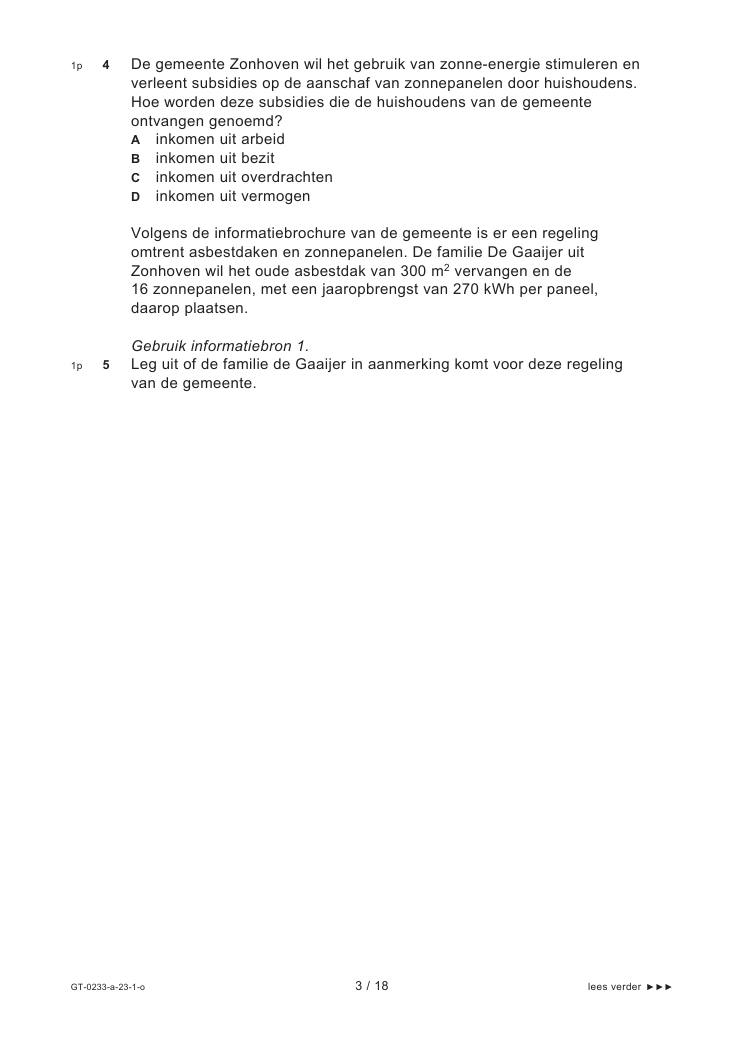 1p 4 De gemeente Zonhoven wil het gebruik van zonne-energie stimuleren en
verleent subsidies op de aanschaf van zonnepanelen door huishoudens.
Hoe worden deze subsidies die de huishoudens van de gemeente
ontvangen genoemd?
A inkomen uit arbeid
B inkomen uit bezit
C inkomen uit overdrachten
D inkomen uit vermogen
Volgens de informatiebrochure van de gemeente is er een regeling
omtrent asbestdaken en zonnepanelen. De familie De Gaaijer uit
Zonhoven wil het oude asbestdak van 300 m² vervangen en de
16 zonnepanelen, met een jaaropbrengst van 270 kWh per paneel,
daarop plaatsen.
Gebruik informatiebron 1.
1p 5 Leg uit of de familie de Gaaijer in aanmerking komt voor deze regeling
van de gemeente.
GT-0233-a-23-1-o 3 / 18 lees verder ►►►